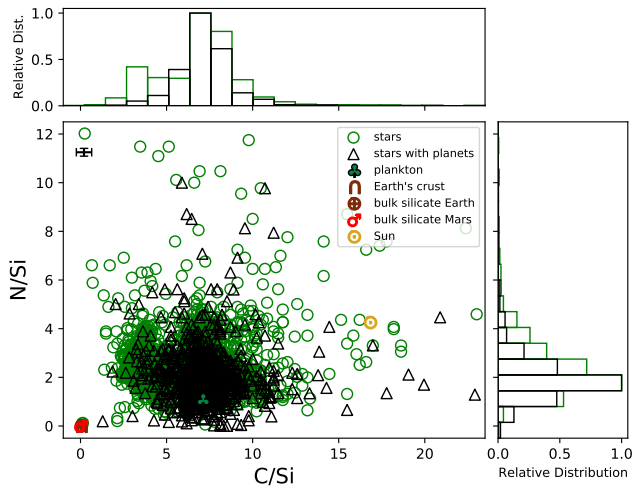 Relative Dist.
1.0
0.5
0.0
N/Si
12
10
8
6
4
2
0
stars
stars with planets
plankton
Earth's crust
bulk silicate Earth
bulk silicate Mars
Sun
0 5 10 15 20
C/Si
0.0 0.5 1.0
Relative Distribution